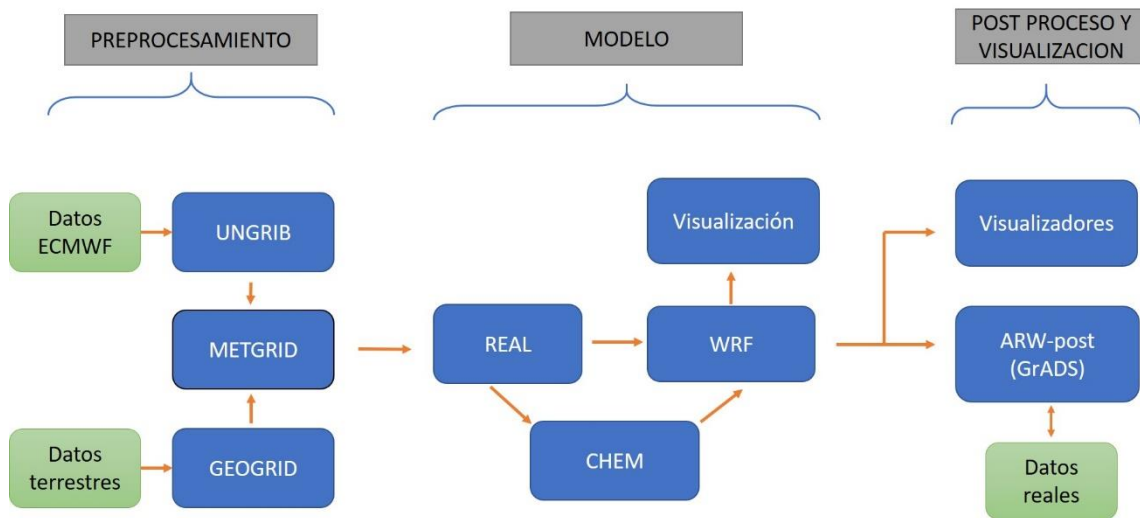 PREPROCESAMIENTO
MODELO
POST PROCESO Y
VISUALIZACION
Datos
ECMWF
UNGRIB
METGRID
Datos
terrestres
GEOGRID
REAL
CHEM
Visualización
WRF
Visualizadores
ARW-post
(GrADS)
Datos
reales